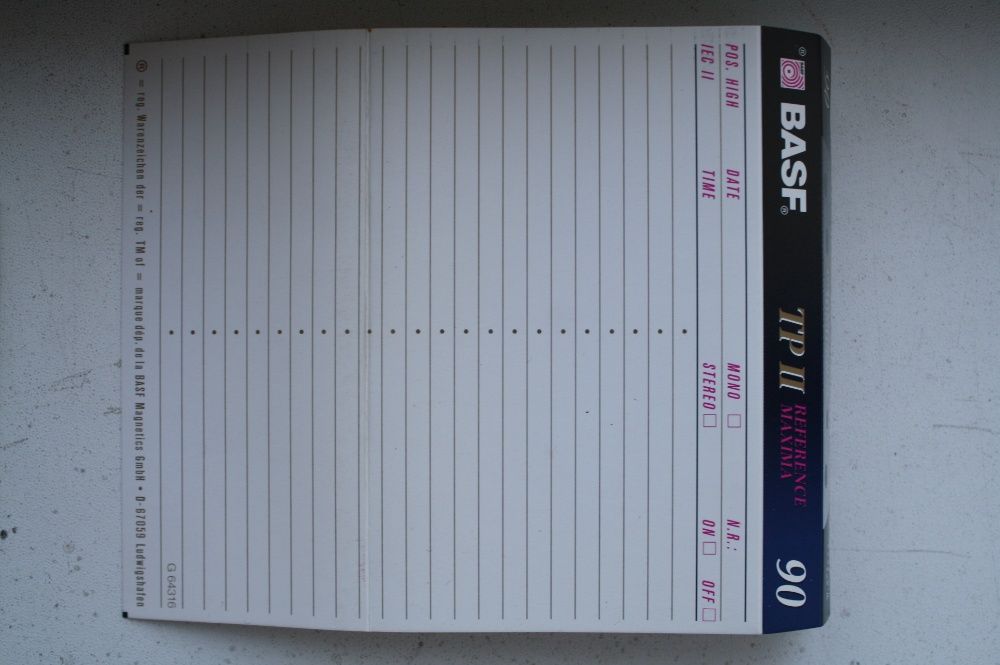 BASF® TP II REFERENCE MAXIMA 90
POS. HIGH DATE MONO N.R.:
IEC II TIME STEREO ON OFF
G 64316
® = reg. Warenzeichen der = reg. TM of = marque dép. de la BASF Magnetics GmbH • D-67059 Ludwigshafen